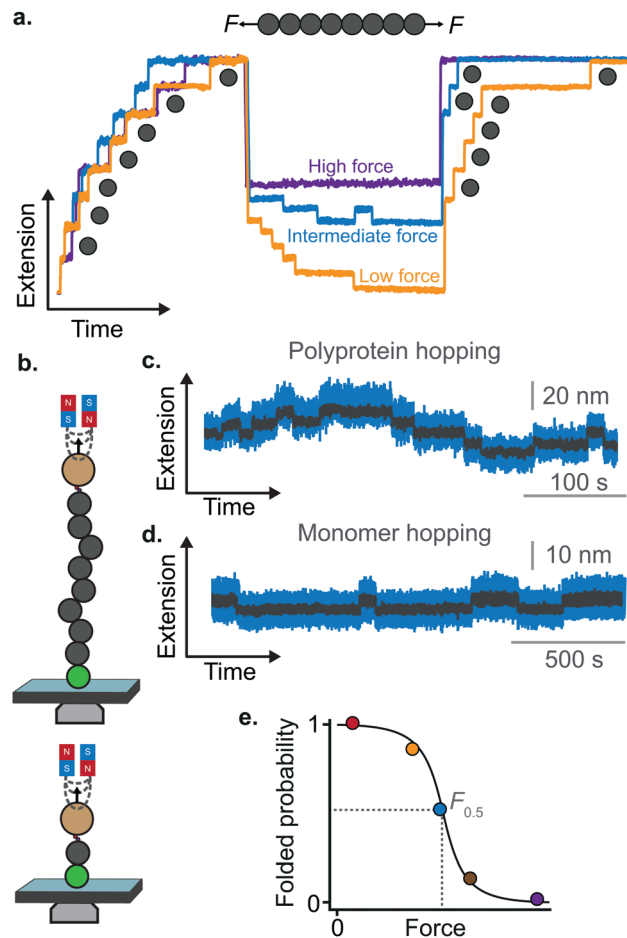 a.
F
F
High force
Intermediate force
Low force
Extension
Time
b.
N S
S N
N S
S N
c.
Polyprotein hopping
20 nm
Extension
Time
100 s
d.
Monomer hopping
10 nm
Extension
Time
500 s
e.
Folded probability
1
0
F0.5
0
Force